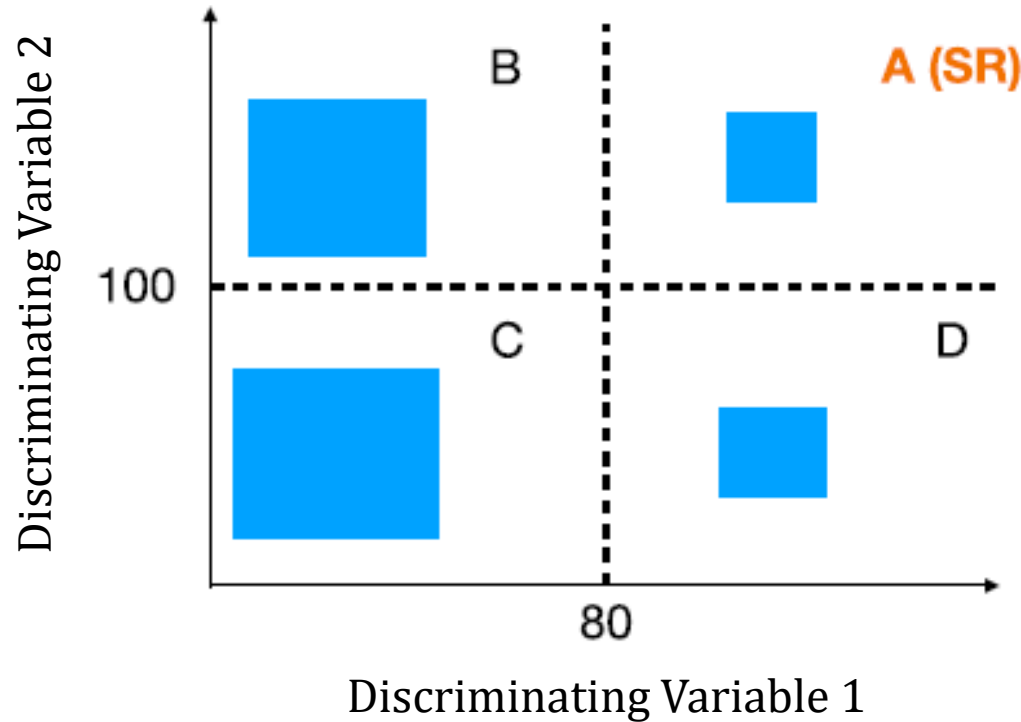 Discriminating Variable 2
B
A (SR)
100
C
D
80
Discriminating Variable 1